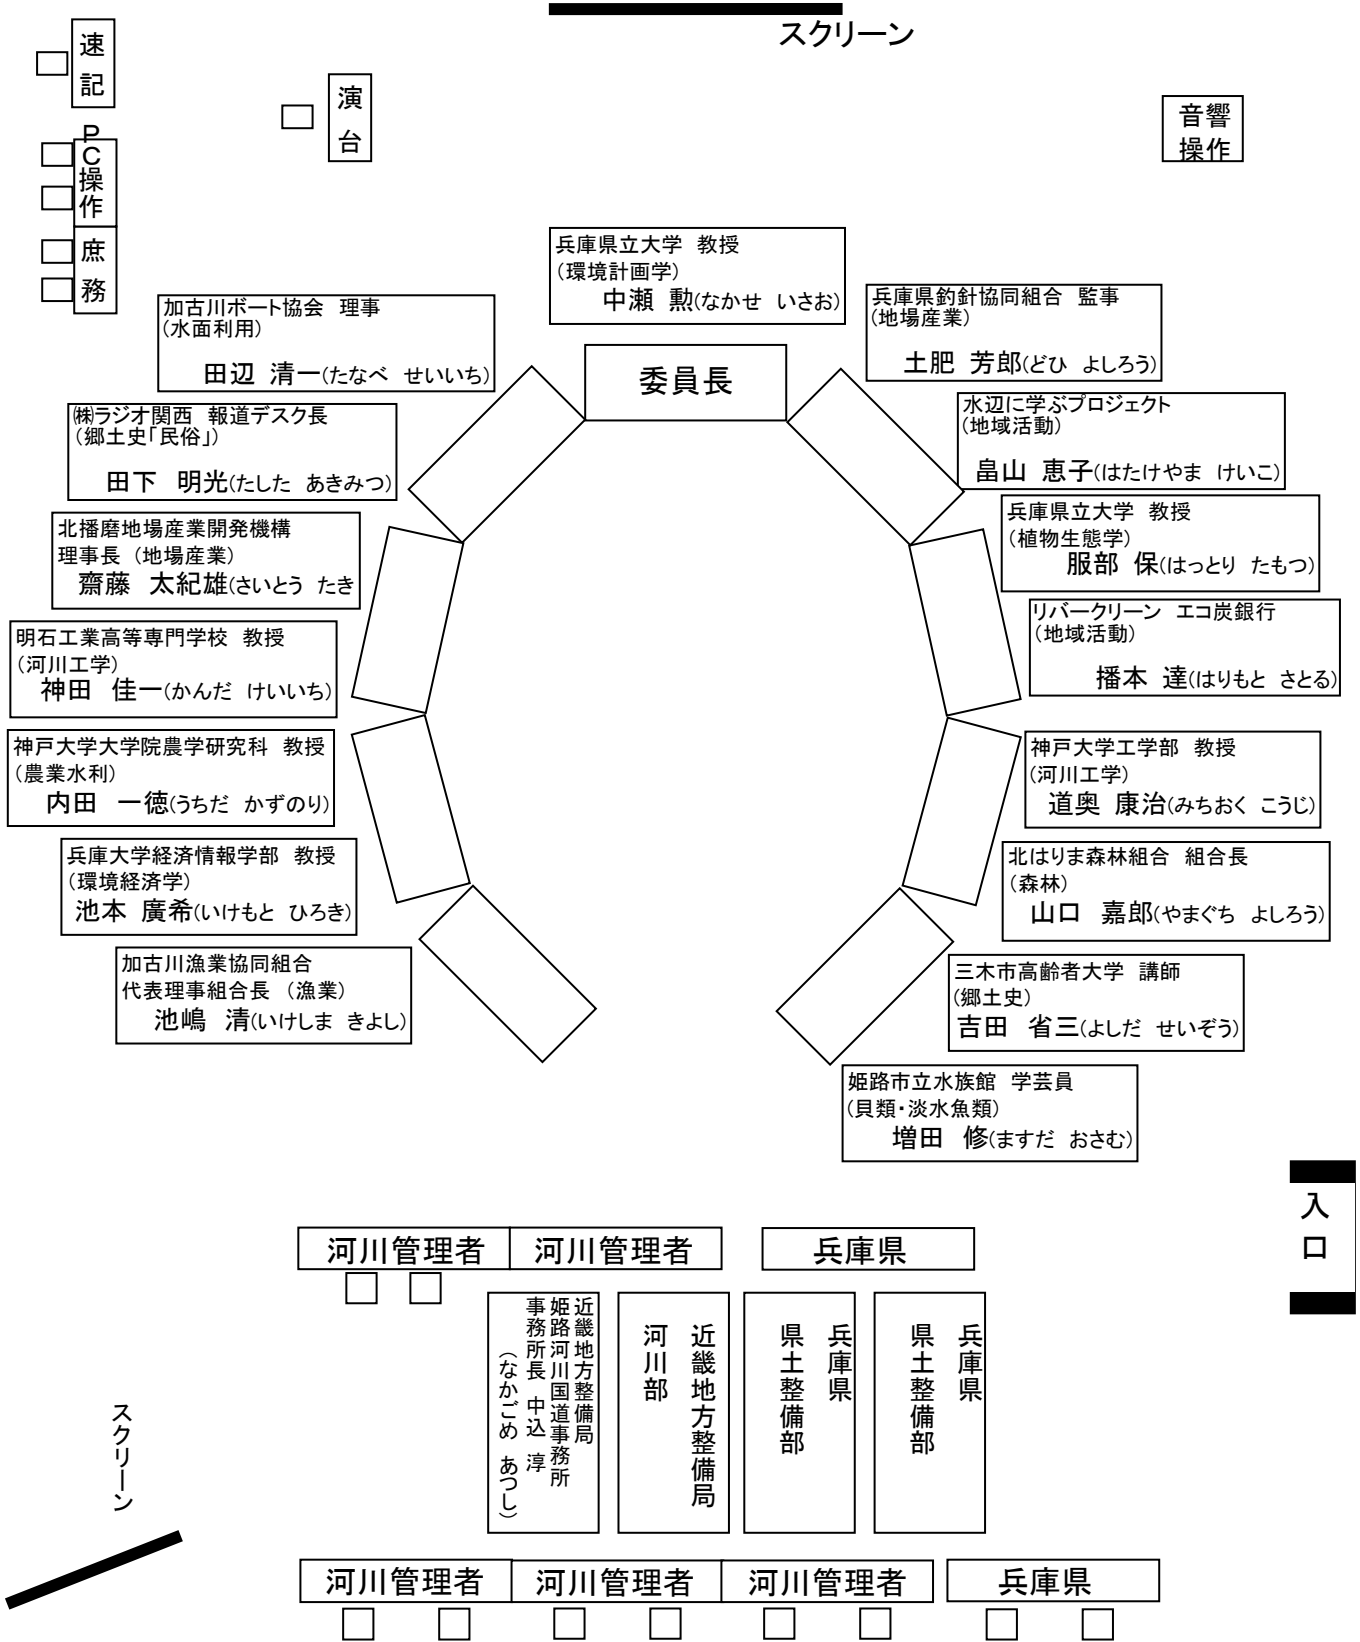 スクリーン
速記
演台
音響
操作
PC操作
庶務
兵庫県立大学 教授
(環境計画学)
中瀬 勲(なかせ いさお)
委員長
加古川ボート協会 理事
(水面利用)
田辺 清一(たなべ せいいち)
㈱ラジオ関西 報道デスク長
(郷土史「民俗」)
田下 明光(たした あきみつ)
北播磨地場産業開発機構
理事長 (地場産業)
齋藤 太紀雄(さいとう たき
明石工業高等専門学校 教授
(河川工学)
神田 佳一(かんだ けいいち)
神戸大学大学院農学研究科 教授
(農業水利)
内田 一徳(うちだ かずのり)
兵庫大学経済情報学部 教授
(環境経済学)
池本 廣希(いけもと ひろき)
加古川漁業協同組合
代表理事組合長 (漁業)
池嶋 清(いけしま きよし)
兵庫県釣針協同組合 監事
(地場産業)
土肥 芳郎(どひ よしろう)
水辺に学ぶプロジェクト
(地域活動)
畠山 恵子(はたけやま けいこ)
兵庫県立大学 教授
(植物生態学)
服部 保(はっとり たもつ)
リバークリーン エコ炭銀行
(地域活動)
播本 達(はりもと さとる)
神戸大学工学部 教授
(河川工学)
道奥 康治(みちおく こうじ)
北はりま森林組合 組合長
(森林)
山口 嘉郎(やまぐち よしろう)
三木市高齢者大学 講師
(郷土史)
吉田 省三(よしだ せいぞう)
姫路市立水族館 学芸員
(貝類・淡水魚類)
増田 修(ますだ おさむ)
入口
河川管理者
河川管理者
兵庫県
近畿地方整備局
姫路河川国道事務所
事務所長 中込 淳
(なかごめ あつし)
近畿地方整備局
河川部
兵庫県
県土整備部
兵庫県
県土整備部
スクリーン
河川管理者
河川管理者
河川管理者
兵庫県